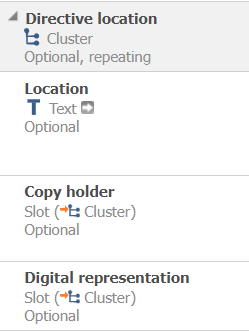 Directive location
Cluster
Optional, repeating
Location
Text
Optional
Copy holder
Slot (Cluster)
Optional
Digital representation
Slot (Cluster)
Optional